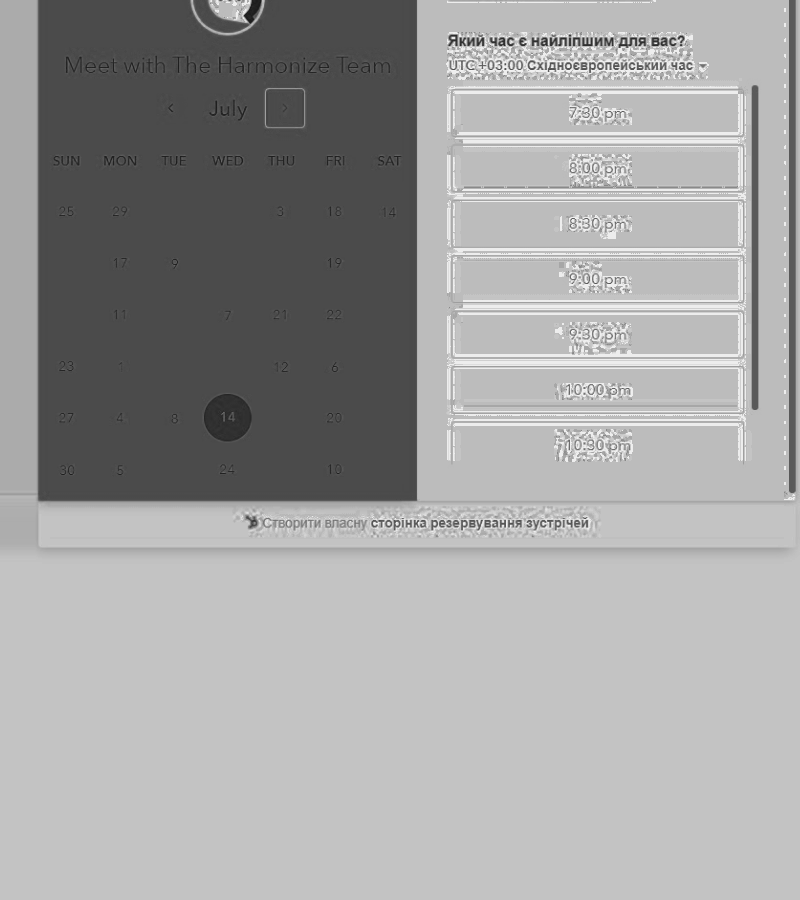 Meet with The Harmonize Team
July
SUN MON TUE WED THU FRI SAT
25 29 3 18 14
17 9 19
11 7 21 22
23 1 12 6
27 4 8 14 20
30 5 24 10
Який час є найліпшим для вас?
UTC +03:00 Східноєвропейський час
7:30 pm
8:00 pm
8:30 pm
9:00 pm
9:30 pm
10:00 pm
10:30 pm
Створити власну сторінка резервування зустрічей